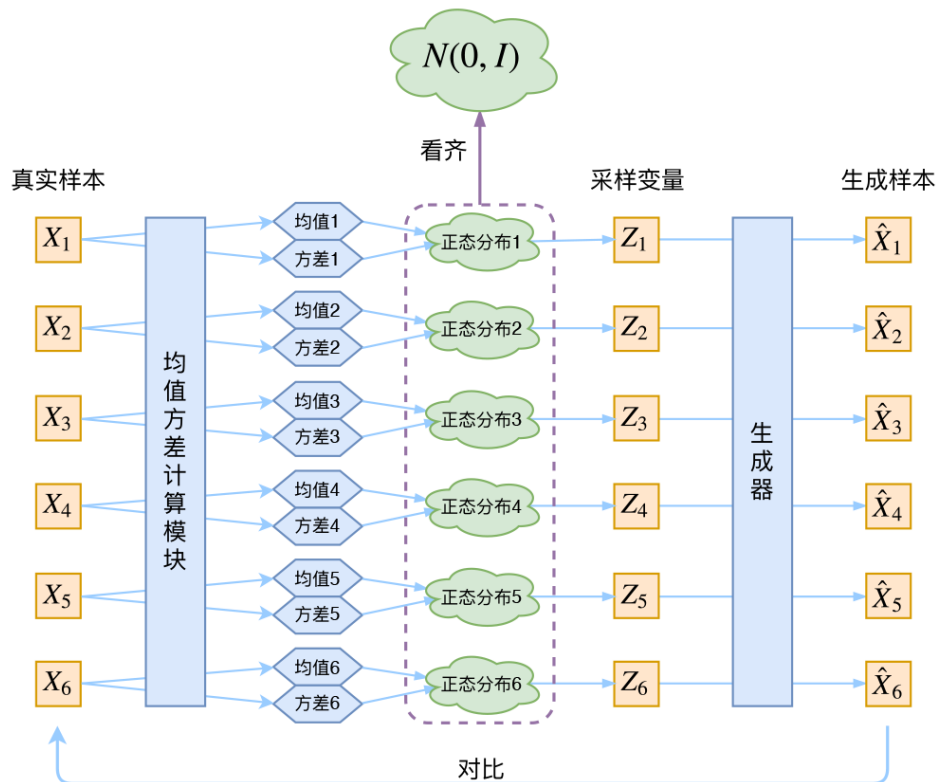 N(0, I)
看齐
真实样本
采样变量
生成样本
均值1
X₁
正态分布1
Z₁
X̂₁
方差1
均值2
X₂
正态分布2
Z₂
X̂₂
方差2
均值方差计算模块
生成器
均值3
X₃
正态分布3
Z₃
X̂₃
方差3
均值4
X₄
正态分布4
Z₄
X̂₄
方差4
均值5
X₅
正态分布5
Z₅
X̂₅
方差5
均值6
X₆
正态分布6
Z₆
X̂₆
方差6
对比